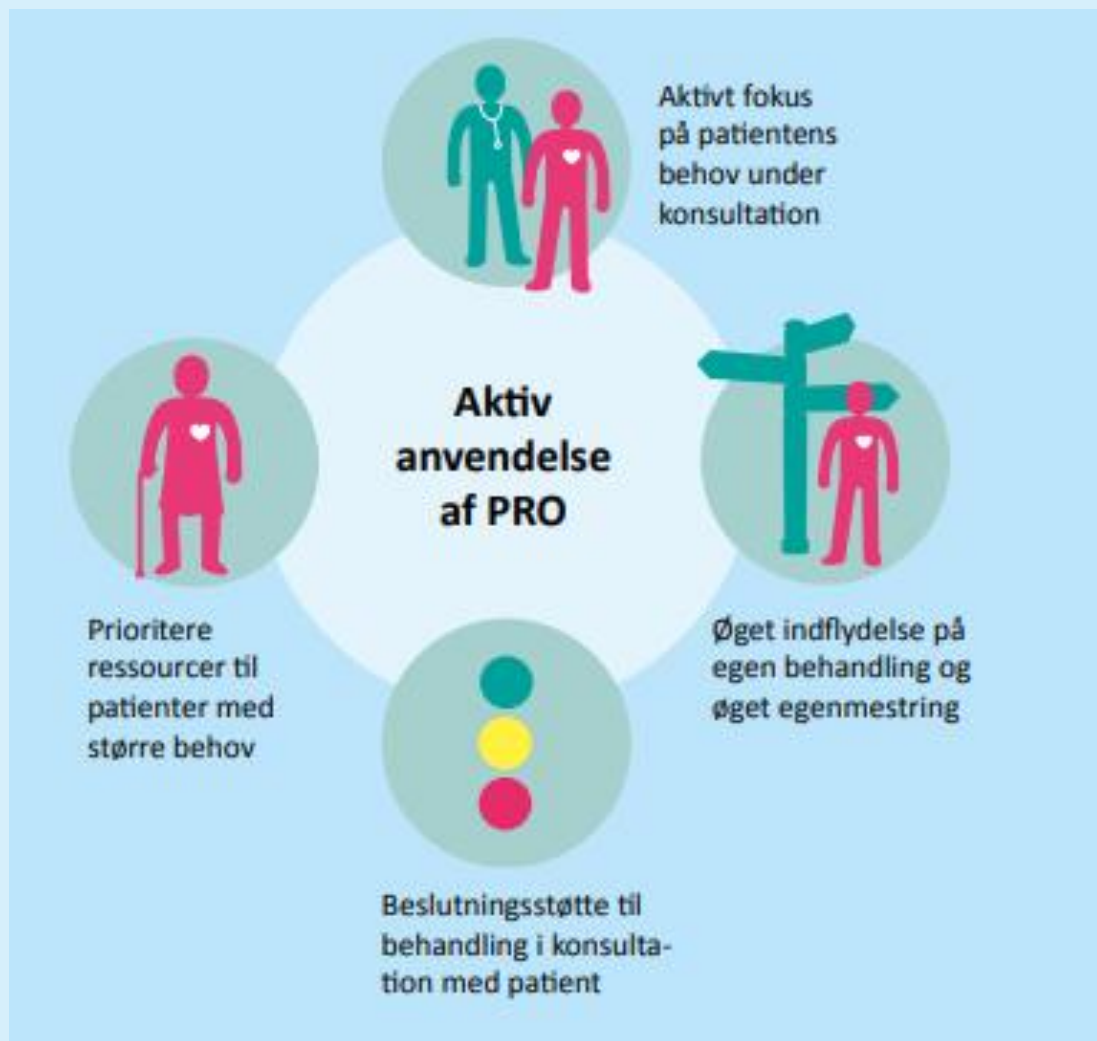 Aktivt fokus
på patientens
behov under
konsultation
Aktiv
anvendelse
af PRO
Prioritere
ressourcer til
patienter med
større behov
Øget indflydelse på
egen behandling og
øget egenmestring
Beslutningsstøtte til
behandling i konsulta-
tion med patient